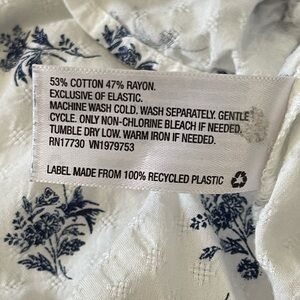 53% COTTON 47% RAYON.
EXCLUSIVE OF ELASTIC.
MACHINE WASH COLD. WASH SEPARATELY. GENTLE
CYCLE. ONLY NON-CHLORINE BLEACH IF NEEDED.
TUMBLE DRY LOW. WARM IRON IF NEEDED.
RN17730 VN1979753
LABEL MADE FROM 100% RECYCLED PLASTIC